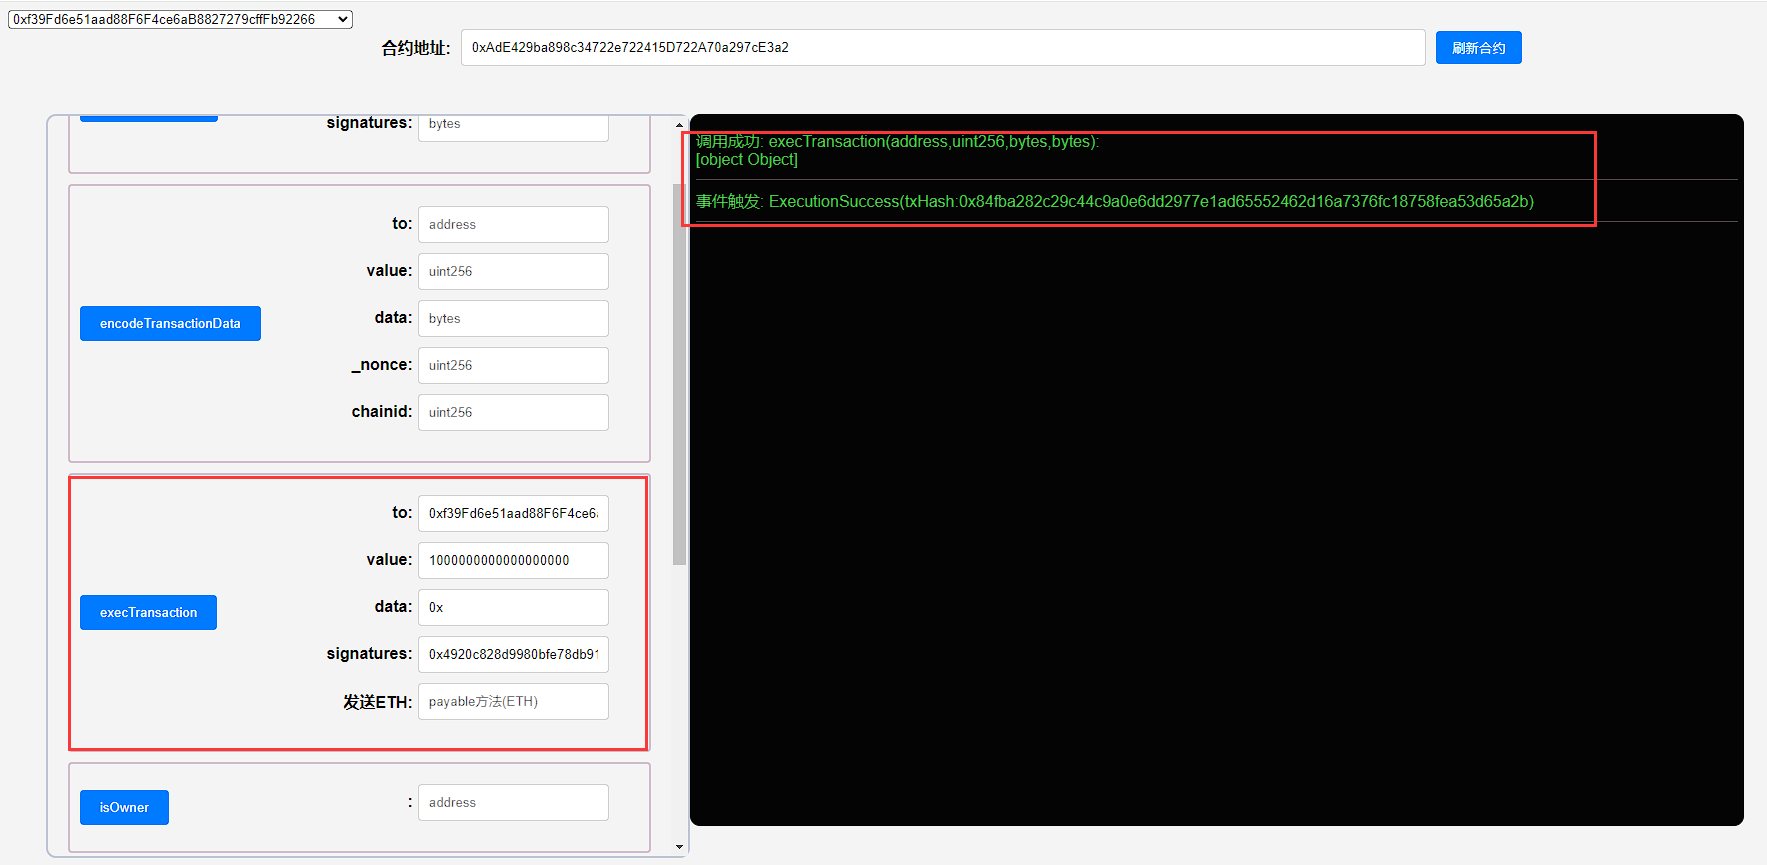 0xf39Fd6e51aad88F6F4ce6aB8827279cffFb92266
合约地址: 0xAdE429ba898c34722e722415D722A70a297cE3a2 刷新合约
signatures: bytes
to: address
value: uint256
data: bytes
encodeTransactionData
_nonce: uint256
chainid: uint256
to: 0xf39Fd6e51aad88F6F4ce6
value: 1000000000000000000
data: 0x
execTransaction
signatures: 0x4920c828d9980bfe78db91
发送ETH: payable方法(ETH)
isOwner : address
调用成功: execTransaction(address,uint256,bytes,bytes):
[object Object]
事件触发: ExecutionSuccess(txHash:0x84fba282c29c44c9a0e6dd2977e1ad65552462d16a7376fc18758fea53d65a2b)